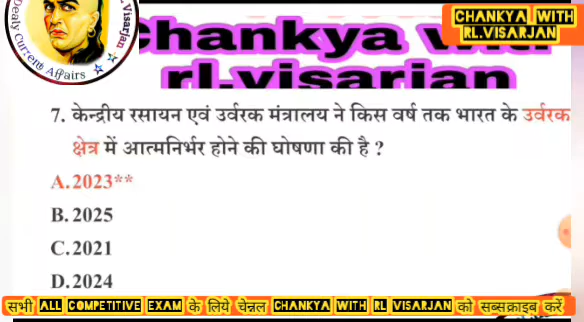 Dealy Current Affairs
Visarjan
Chankya with
rl.visarjan
CHANKYA WITH
RL.VISARJAN
7. केन्द्रीय रसायन एवं उर्वरक मंत्रालय ने किस वर्ष तक भारत के उर्वरक
क्षेत्र में आत्मनिर्भर होने की घोषणा की है ?
A. 2023**
B. 2025
C. 2021
D. 2024
सभी ALL COMPETITIVE EXAM के लिये चेन्नल CHANKYA WITH RL VISARJAN को सब्सक्राइब करें